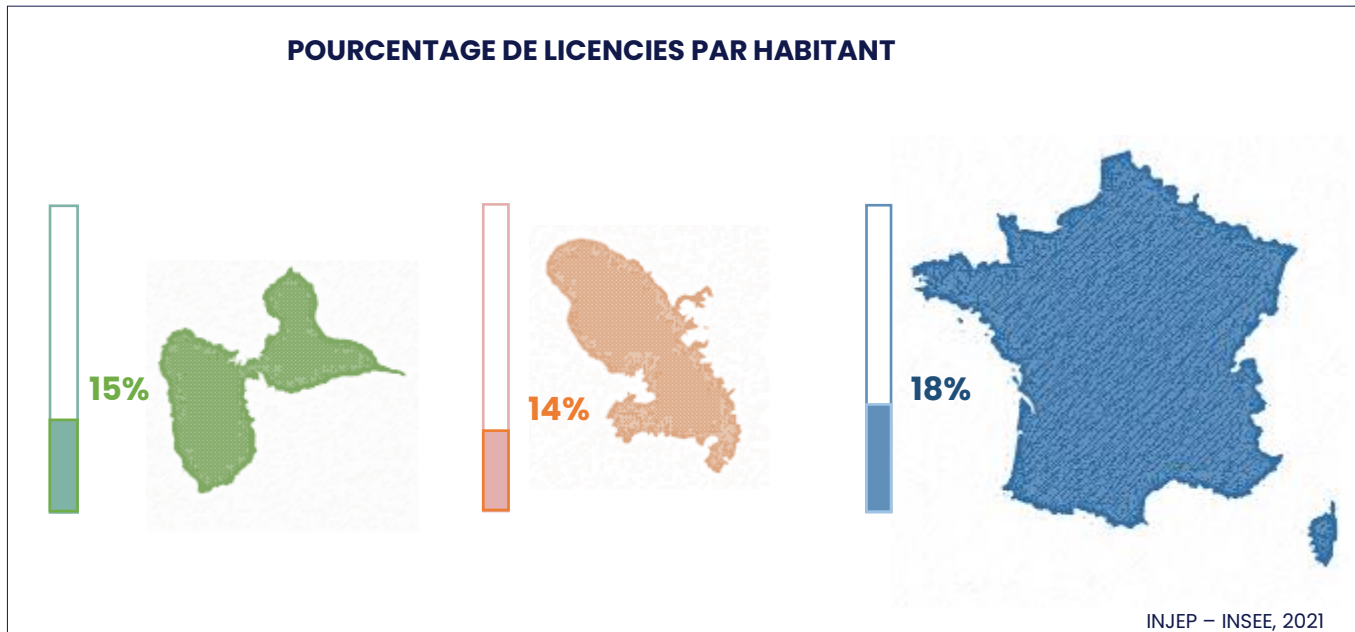 POURCENTAGE DE LICENCIES PAR HABITANT
15%
14%
18%
INJEP – INSEE, 2021